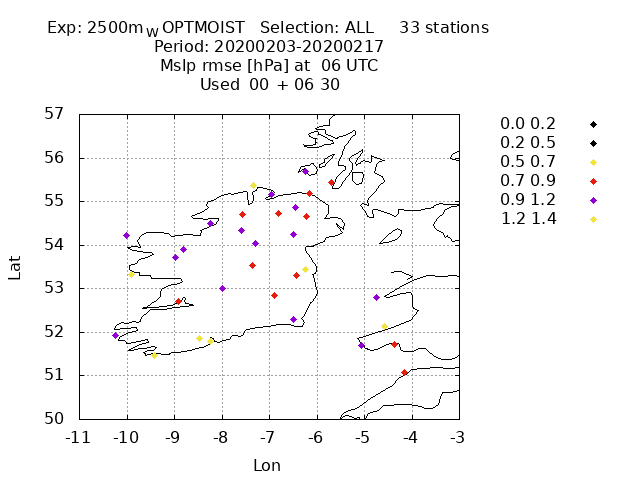 Exp: 2500m_W OPTMOIST Selection: ALL 33 stations
Period: 20200203-20200217
Mslp rmse [hPa] at 06 UTC
Used 00 + 06 30
57
56
55
54
53
52
51
50
Lat
-11 -10 -9 -8 -7 -6 -5 -4 -3
Lon
0.0 0.2
0.2 0.5
0.5 0.7
0.7 0.9
0.9 1.2
1.2 1.4